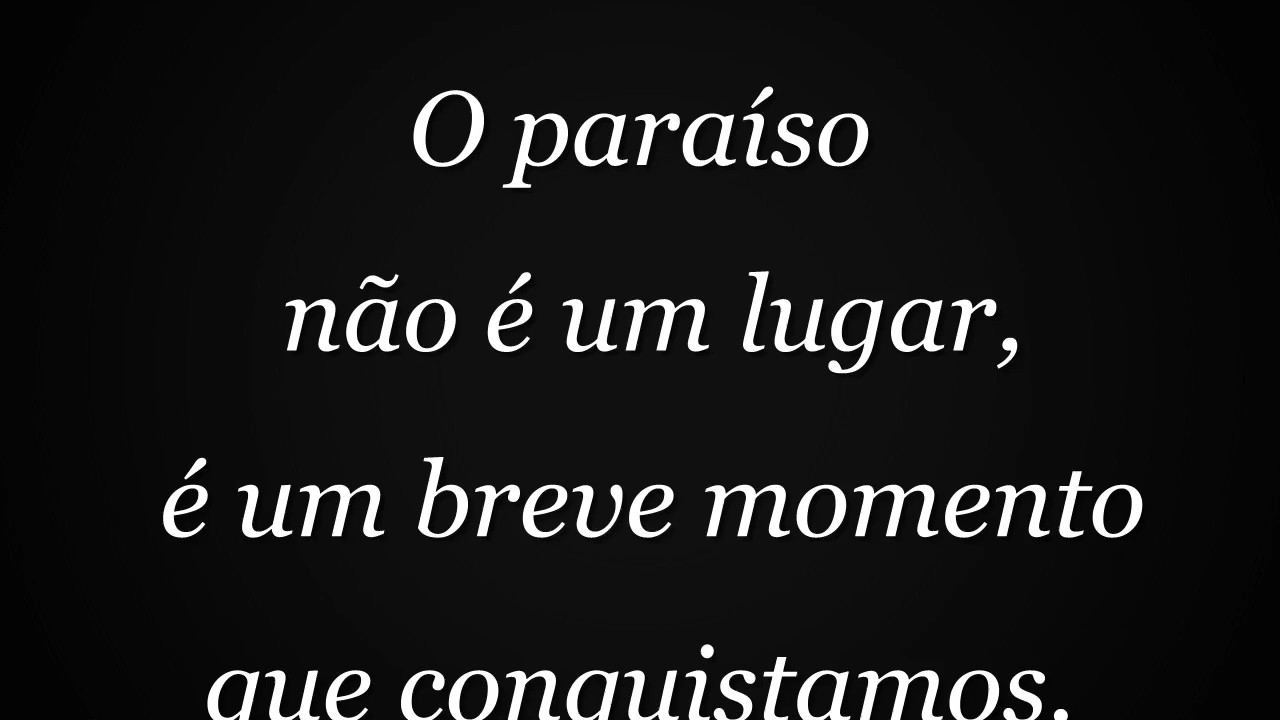 O paraíso
não é um lugar,
é um breve momento
que conquistamos.